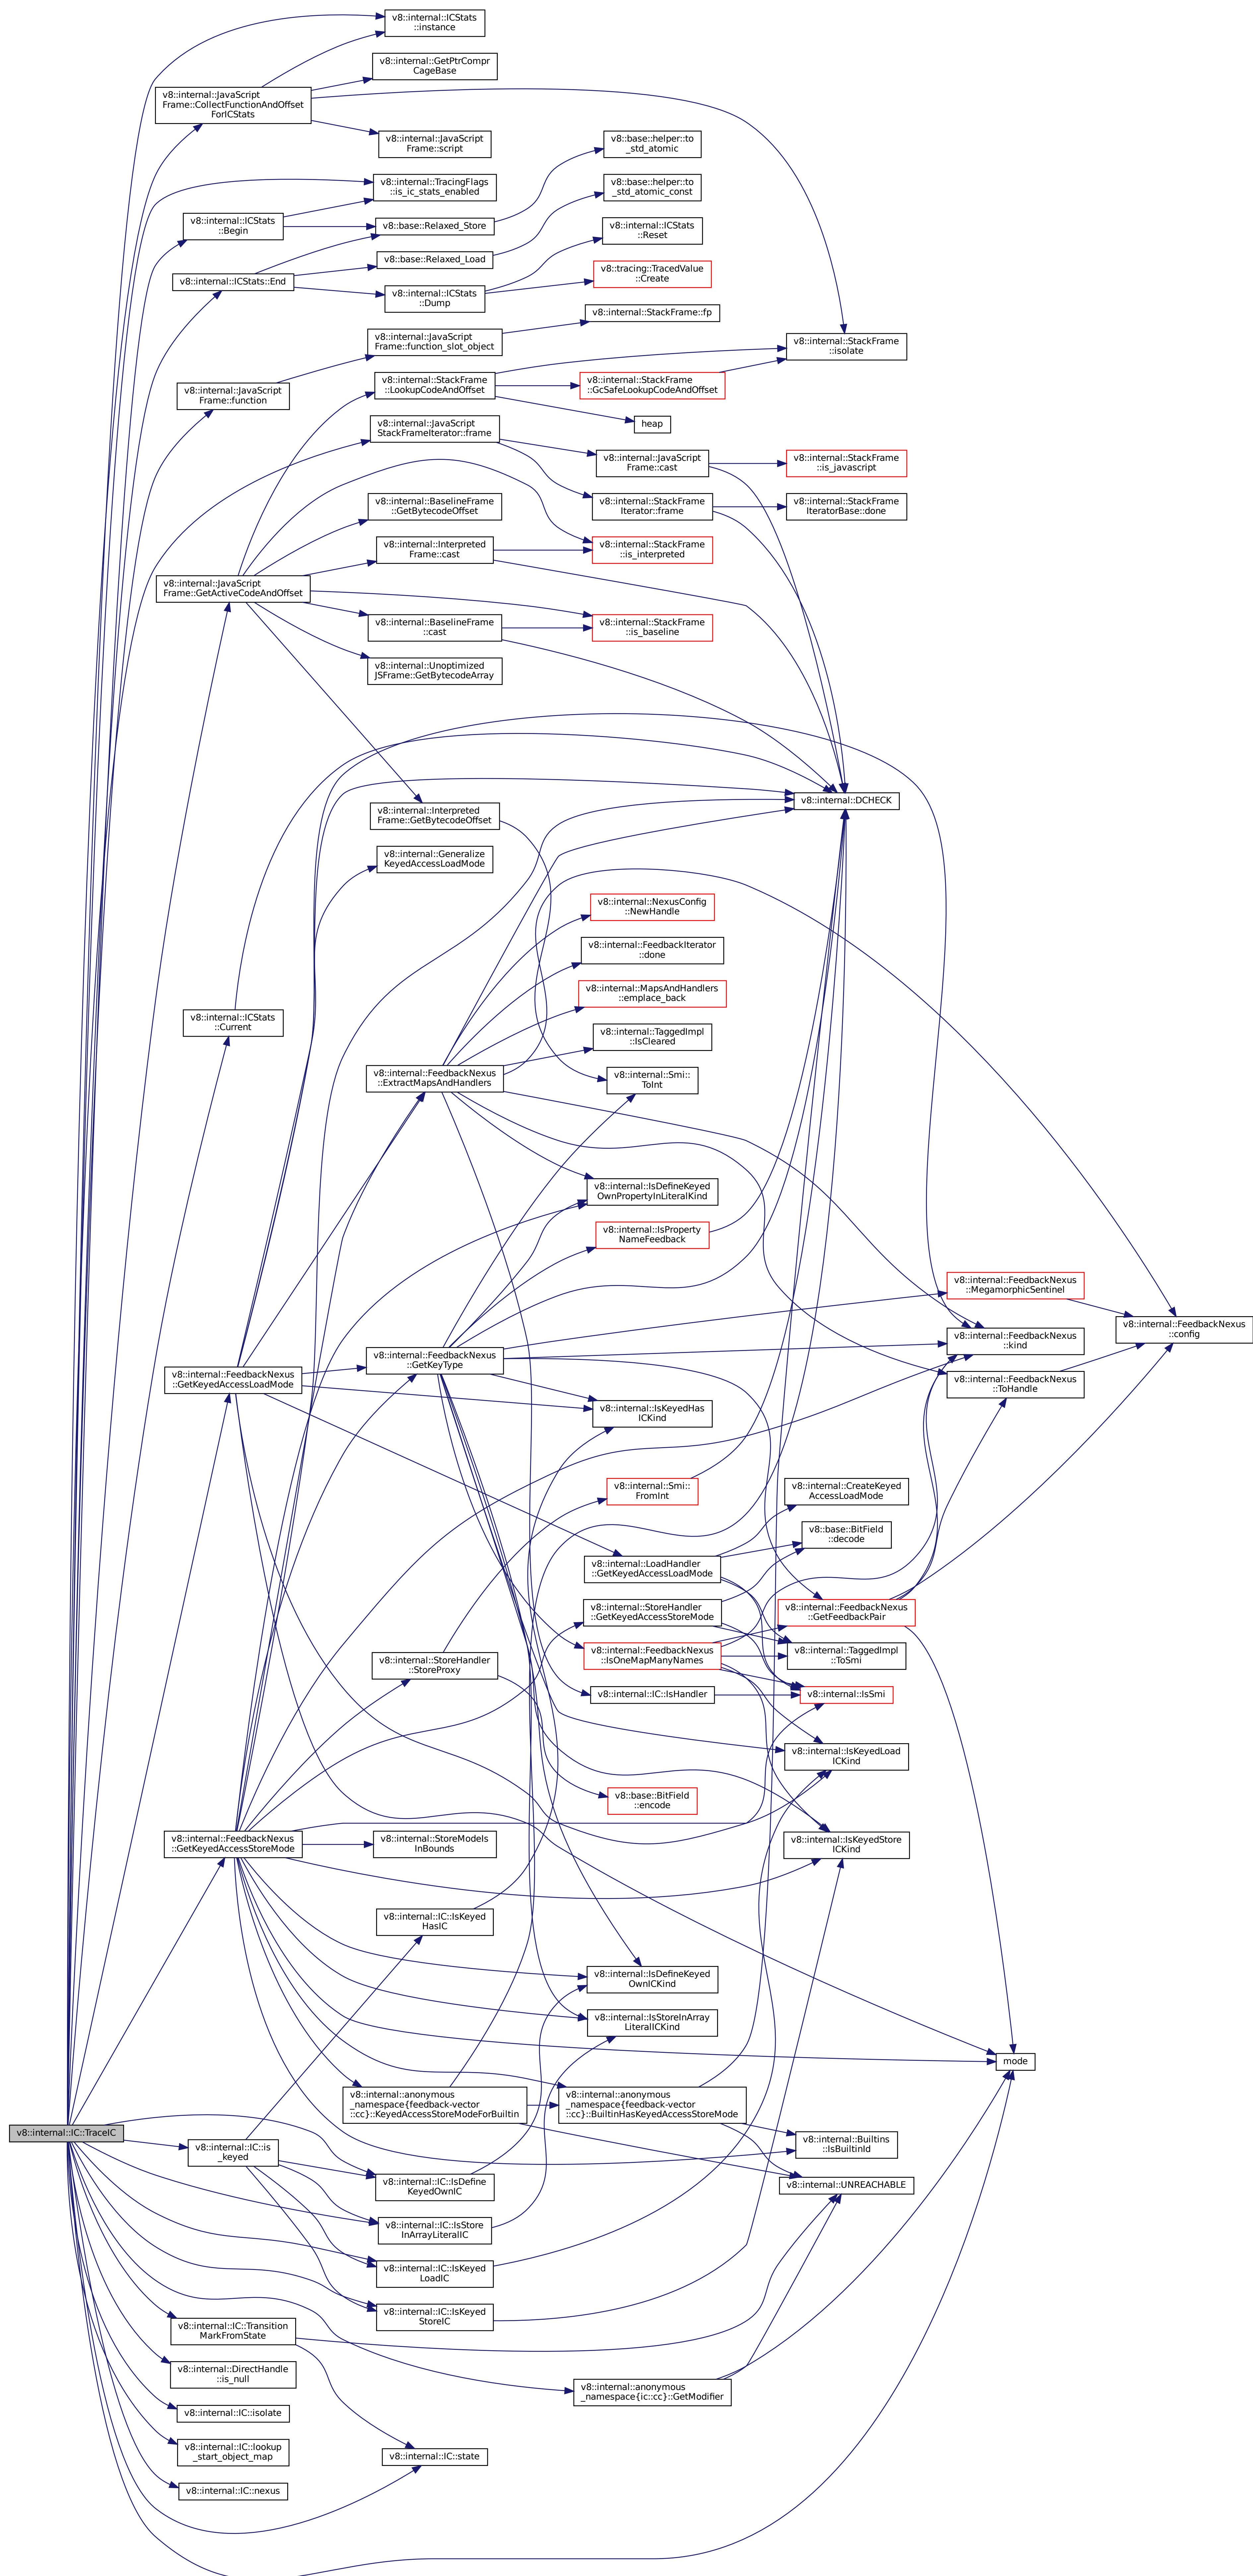 v8::internal::ICStats
::instance
v8::internal::GetPtrCompr
CageBase
v8::internal::JavaScript
Frame::CollectFunctionAndOffset
ForICStats
v8::internal::JavaScript
Frame::script
v8::base::helper::to
_std_atomic
v8::internal::TracingFlags
::is_ic_stats_enabled
v8::base::helper::to
_std_atomic_const
v8::internal::ICStats
::Begin
v8::base::Relaxed_Store
v8::internal::ICStats
::Reset
v8::base::Relaxed_Load
v8::internal::ICStats::End
v8::tracing::TracedValue
::Create
v8::internal::ICStats
::Dump
v8::internal::StackFrame::fp
v8::internal::JavaScript
Frame::function_slot_object
v8::internal::StackFrame
::isolate
v8::internal::JavaScript
Frame::function
v8::internal::StackFrame
::LookupCodeAndOffset
v8::internal::StackFrame
::GcSafeLookupCodeAndOffset
heap
v8::internal::JavaScript
StackFrameIterator::frame
v8::internal::JavaScript
Frame::cast
v8::internal::StackFrame
::is_javascript
v8::internal::BaselineFrame
::GetBytecodeOffset
v8::internal::StackFrame
Iterator::frame
v8::internal::StackFrame
IteratorBase::done
v8::internal::Interpreted
Frame::cast
v8::internal::StackFrame
::is_interpreted
v8::internal::JavaScript
Frame::GetActiveCodeAndOffset
v8::internal::BaselineFrame
::cast
v8::internal::StackFrame
::is_baseline
v8::internal::Unoptimized
JSFrame::GetBytecodeArray
v8::internal::DCHECK
v8::internal::Interpreted
Frame::GetBytecodeOffset
v8::internal::Generalize
KeyedAccessLoadMode
v8::internal::NexusConfig
::NewHandle
v8::internal::FeedbackIterator
::done
v8::internal::MapsAndHandlers
::emplace_back
v8::internal::ICStats
::Current
v8::internal::TaggedImpl
::IsCleared
v8::internal::FeedbackNexus
::ExtractMapsAndHandlers
v8::internal::Smi::
ToInt
v8::internal::IsDefineKeyed
OwnPropertyInLiteralKind
v8::internal::IsProperty
NameFeedback
v8::internal::FeedbackNexus
::MegamorphicSentinel
v8::internal::FeedbackNexus
::config
v8::internal::FeedbackNexus
::kind
v8::internal::FeedbackNexus
::GetKeyType
v8::internal::FeedbackNexus
::GetKeyedAccessLoadMode
v8::internal::FeedbackNexus
::ToHandle
v8::internal::IsKeyedHas
ICKind
v8::internal::Smi::
FromInt
v8::internal::CreateKeyed
AccessLoadMode
v8::base::BitField
::decode
v8::internal::LoadHandler
::GetKeyedAccessLoadMode
v8::internal::StoreHandler
::GetKeyedAccessStoreMode
v8::internal::FeedbackNexus
::GetFeedbackPair
v8::internal::FeedbackNexus
::IsOneMapManyNames
v8::internal::TaggedImpl
::ToSmi
v8::internal::StoreHandler
::StoreProxy
v8::internal::IC::IsHandler
v8::internal::IsSmi
v8::internal::IsKeyedLoad
ICKind
v8::base::BitField
::encode
v8::internal::FeedbackNexus
::GetKeyedAccessStoreMode
v8::internal::StoreModeIs
InBounds
v8::internal::IsKeyedStore
ICKind
v8::internal::IC::IsKeyed
HasIC
v8::internal::IsDefineKeyed
OwnICKind
v8::internal::IsStoreInArray
LiteralICKind
mode
v8::internal::anonymous
_namespace{feedback-vector
::cc}::KeyedAccessStoreModeForBuiltin
v8::internal::anonymous
_namespace{feedback-vector
::cc}::BuiltinHasKeyedAccessStoreMode
v8::internal::IC::TraceIC
v8::internal::Builtins
::IsBuiltinId
v8::internal::IC::is
_keyed
v8::internal::IC::IsDefine
KeyedOwnIC
v8::internal::UNREACHABLE
v8::internal::IC::IsStore
InArrayLiteralIC
v8::internal::IC::IsKeyed
LoadIC
v8::internal::IC::IsKeyed
StoreIC
v8::internal::IC::Transition
MarkFromState
v8::internal::DirectHandle
::is_null
v8::internal::anonymous
_namespace{ic::cc}::GetModifier
v8::internal::IC::isolate
v8::internal::IC::lookup
_start_object_map
v8::internal::IC::state
v8::internal::IC::nexus